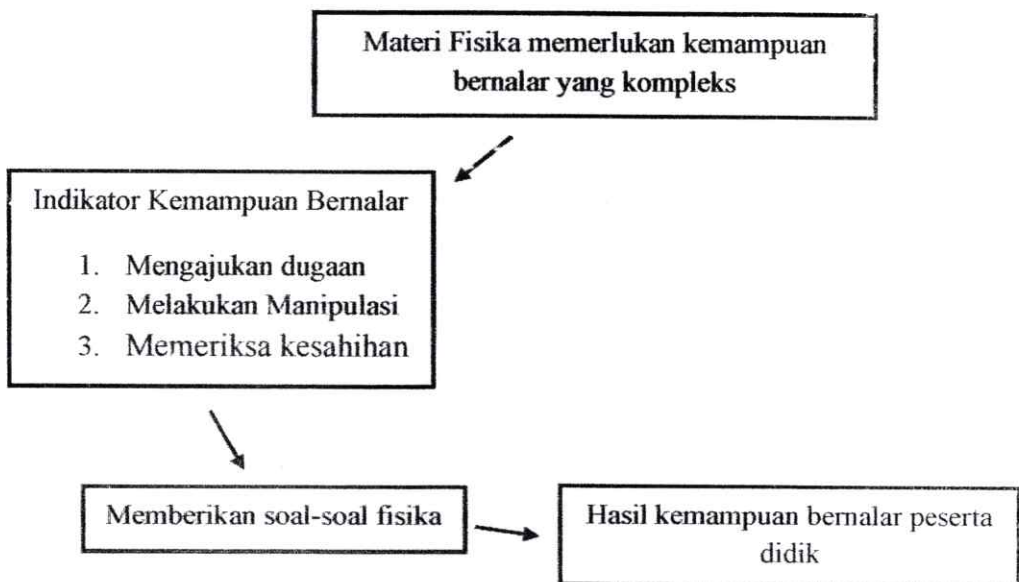 Materi Fisika memerlukan kemampuan
bernalar yang kompleks
Indikator Kemampuan Bernalar
1. Mengajukan dugaan
2. Melakukan Manipulasi
3. Memeriksa kesahihan
Memberikan soal-soal fisika
Hasil kemampuan bernalar peserta
didik